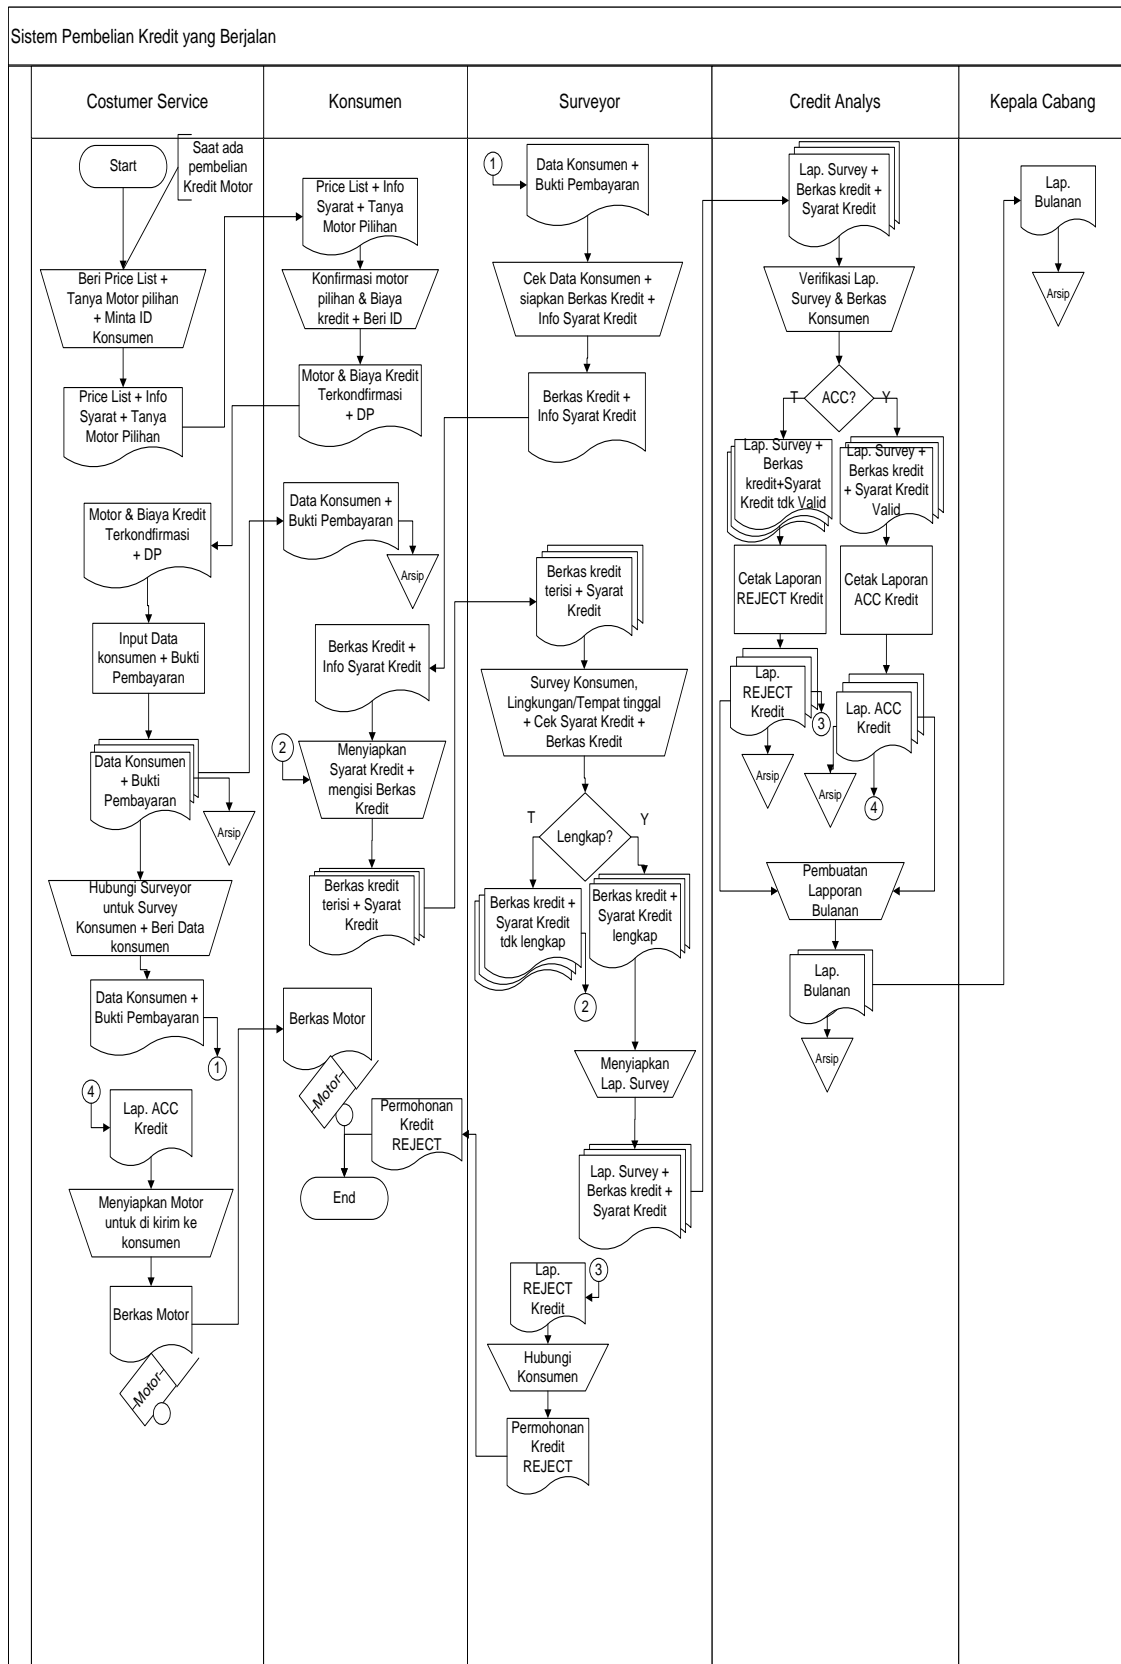 Sistem Pembelian Kredit yang Berjalan
Costumer Service
Konsumen
Surveyor
Credit Analys
Kepala Cabang
Start
Saat ada
pembelian
Kredit Motor
Beri Price List +
Tanya Motor pilihan
+ Minta ID
Konsumen
Price List + Info
Syarat + Tanya
Motor Pilihan
Motor & Biaya Kredit
Terkondfirmasi
+ DP
Input Data
konsumen + Bukti
Pembayaran
Data Konsumen
+ Bukti
Pembayaran
Arsip
Hubungi Surveyor
untuk Survey
Konsumen + Beri Data
konsumen
Data Konsumen +
Bukti Pembayaran
1
4
Lap. ACC
Kredit
Menyiapkan Motor
untuk di kirim ke
konsumen
Berkas Motor
Motor
Price List + Info
Syarat + Tanya
Motor Pilihan
Konfirmasi motor
pilihan & Biaya
kredit + Beri ID
Motor & Biaya Kredit
Terkondfirmasi
+ DP
Data Konsumen +
Bukti Pembayaran
Arsip
Berkas Kredit +
Info Syarat Kredit
2
Menyiapkan
Syarat Kredit +
mengisi Berkas
Kredit
Berkas kredit
terisi + Syarat
Kredit
Berkas Motor
Motor
Permohonan
Kredit
REJECT
End
1
Data Konsumen +
Bukti Pembayaran
Cek Data Konsumen +
siapkan Berkas Kredit +
Info Syarat Kredit
Berkas Kredit +
Info Syarat Kredit
Berkas kredit
terisi + Syarat
Kredit
Survey Konsumen,
Lingkungan/Tempat tinggal
+ Cek Syarat Kredit +
Berkas Kredit
T
Lengkap?
Y
Berkas kredit +
Syarat Kredit
tdk lengkap
2
Berkas kredit +
Syarat Kredit
lengkap
Menyiapkan
Lap. Survey
Lap. Survey +
Berkas kredit +
Syarat Kredit
3
Lap.
REJECT
Kredit
Hubungi
Konsumen
Permohonan
Kredit
REJECT
Lap. Survey +
Berkas kredit +
Syarat Kredit
Verifikasi Lap.
Survey & Berkas
Konsumen
T
ACC?
Y
Lap. Survey +
Berkas
kredit+Syarat
Kredit tdk Valid
Lap. Survey +
Berkas kredit
+ Syarat Kredit
Valid
Cetak Laporan
REJECT Kredit
Cetak Laporan
ACC Kredit
Lap.
REJECT
Kredit
3
Arsip
Lap. ACC
Kredit
Arsip
4
Pembuatan
Lapporan
Bulanan
Lap.
Bulanan
Arsip
Lap.
Bulanan
Arsip